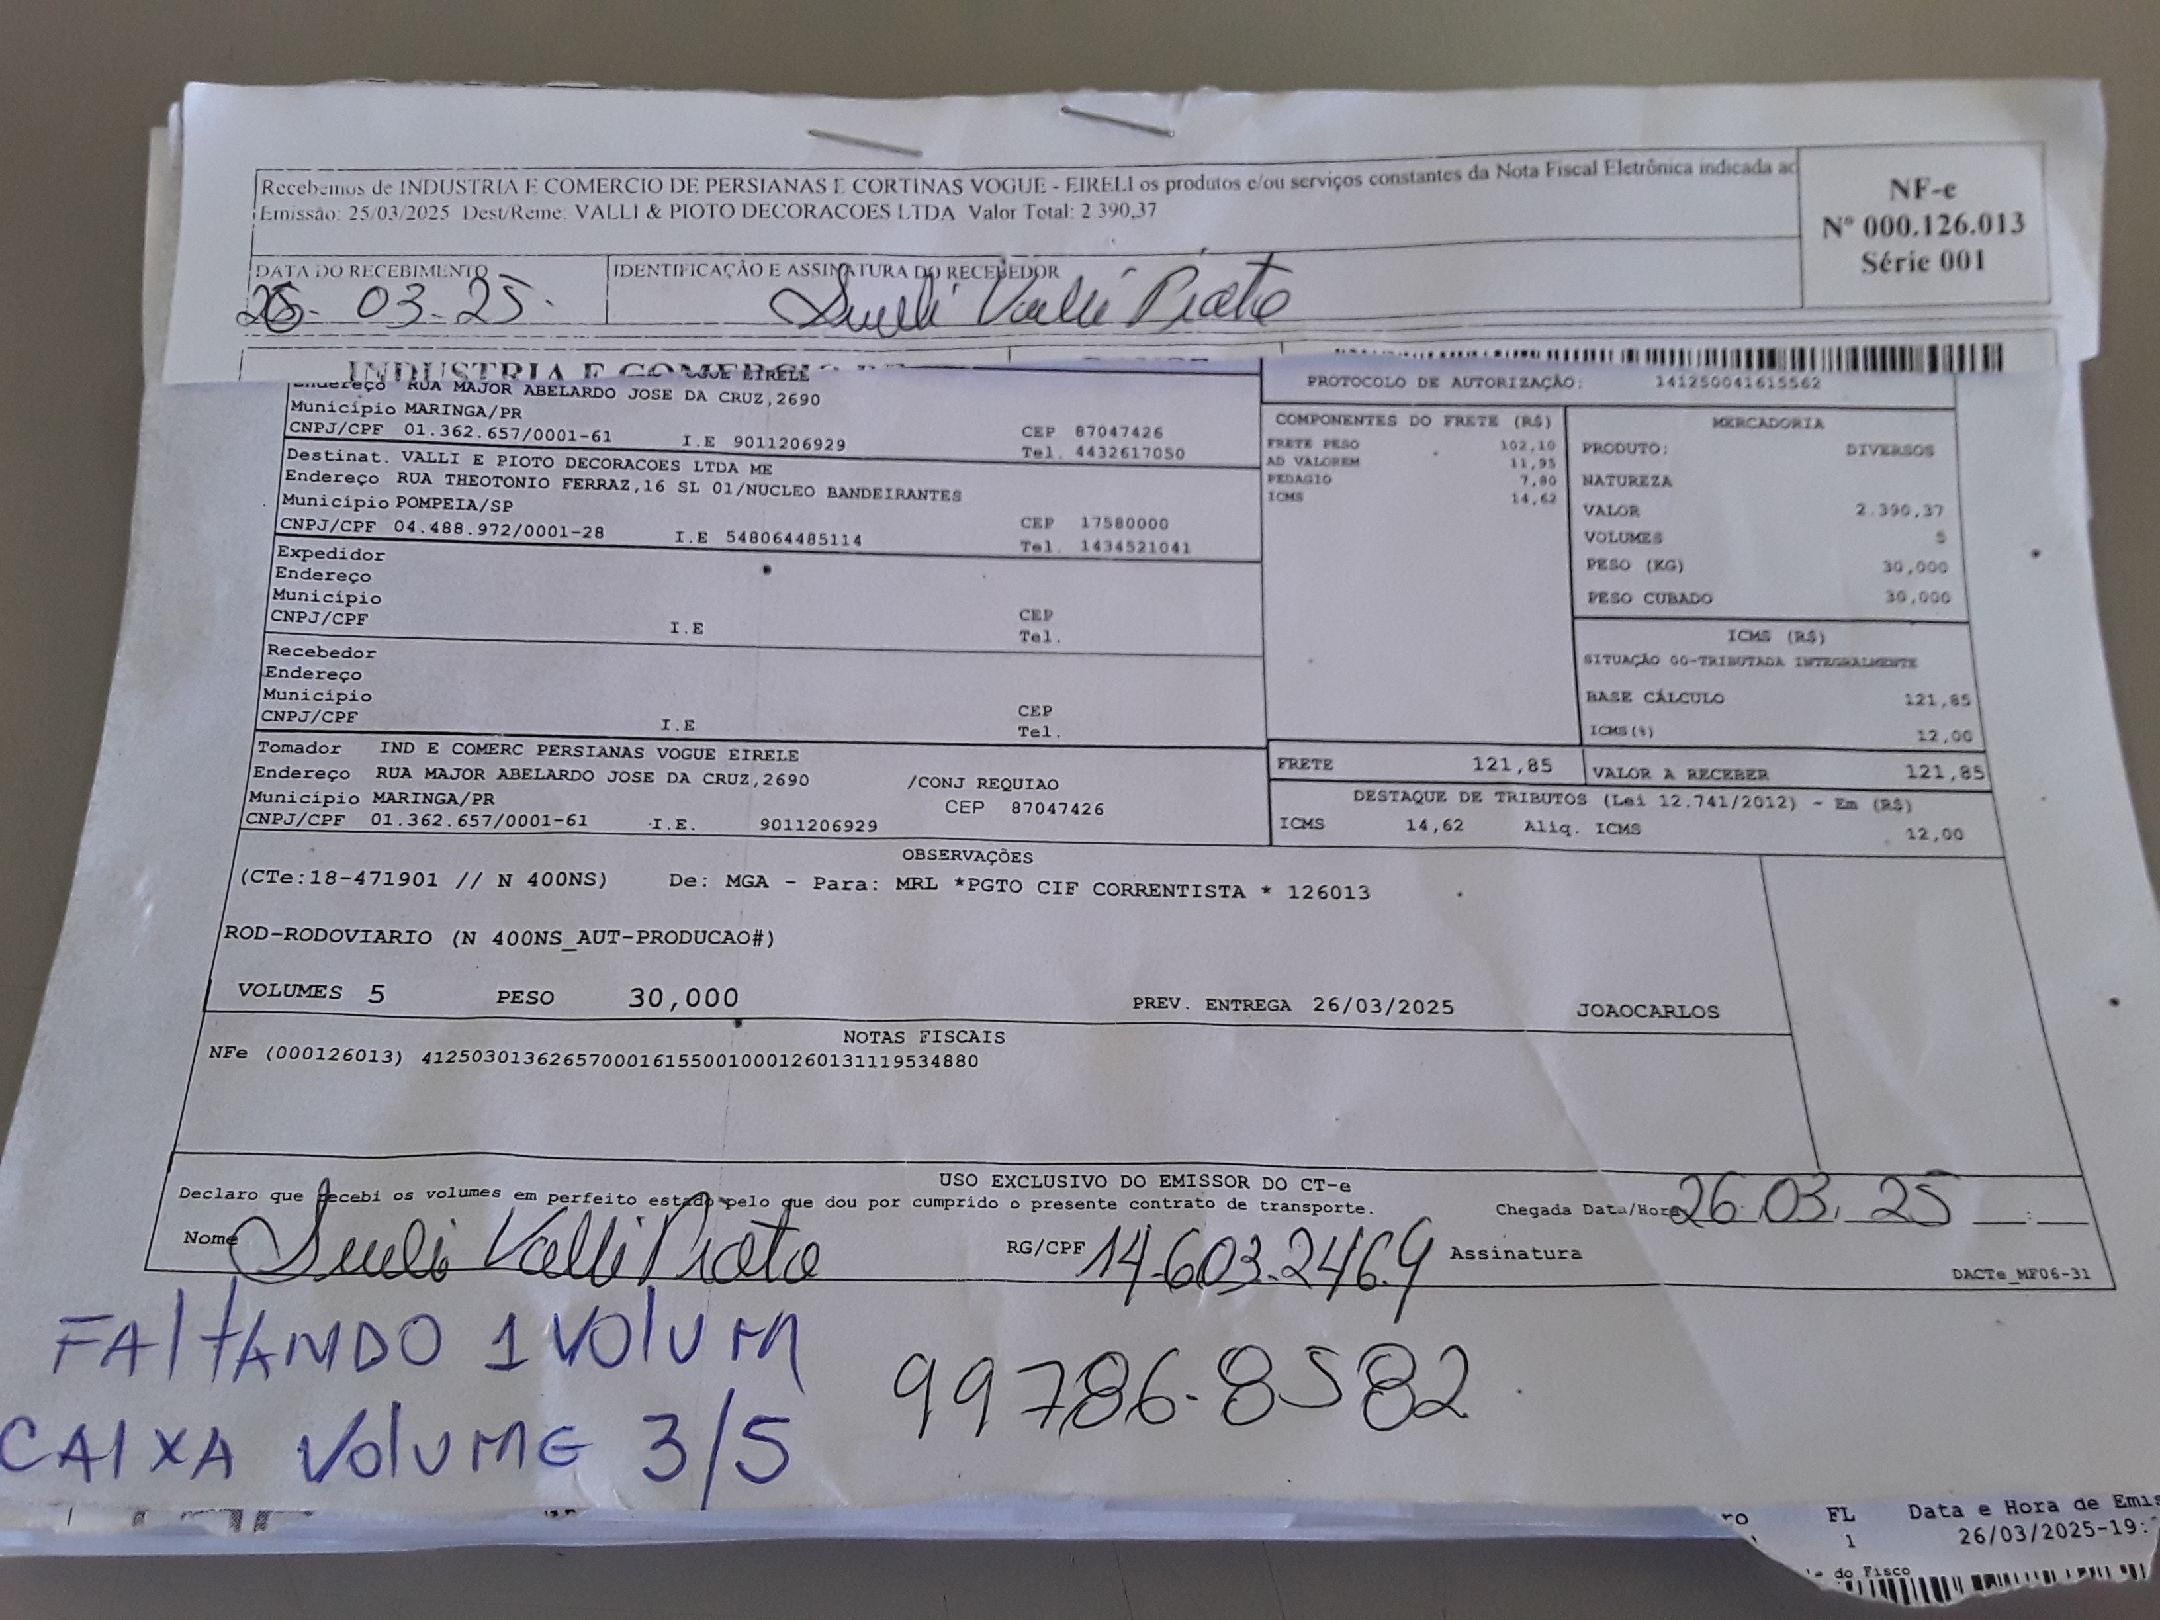 Recebemos de INDUSTRIA E COMERCIO DE PERSIANAS E CORTINAS VOGUE - EIRELI os produtos e/ou serviços constantes da Nota Fiscal Eletrônica indicada ao
Emissão: 25/03/2025 Dest/Reme: VALLI & PIOTO DECORACOES LTDA Valor Total: 2 390,37
NF-e
Nº 000.126.013
Série 001
DATA DO RECEBIMENTO
26. 03. 25.
IDENTIFICAÇÃO E ASSINATURA DO RECEBEDOR
Sueli Valli Pioto
INDUSTRIA E COMERCIO
EIRELE
Endereço RUA MAJOR ABELARDO JOSE DA CRUZ,2690
Município MARINGA/PR
CNPJ/CPF 01.362.657/0001-61 I.E 9011206929
CEP 87047426
Tel. 4432617050
Destinat. VALLI E PIOTO DECORACOES LTDA ME
Endereço RUA THEOTONIO FERRAZ,16 SL 01/NUCLEO BANDEIRANTES
Município POMPEIA/SP
CNPJ/CPF 04.488.972/0001-28 I.E 548064485114
CEP 17580000
Tel. 1434521041
Expedidor
Endereço
Município
CNPJ/CPF I.E
CEP
Tel.
Recebedor
Endereço
Município
CNPJ/CPF I.E
CEP
Tel.
Tomador IND E COMERC PERSIANAS VOGUE EIRELE
Endereço RUA MAJOR ABELARDO JOSE DA CRUZ,2690 /CONJ REQUIAO
Município MARINGA/PR CEP 87047426
CNPJ/CPF 01.362.657/0001-61 I.E. 9011206929
PROTOCOLO DE AUTORIZAÇÃO: 141250041615562
COMPONENTES DO FRETE (R$)
FRETE PESO 102,10
AD VALOREM 11,95
PEDAGIO 7,80
ICMS 14,62
MERCADORIA
PRODUTO: DIVERSOS
NATUREZA
VALOR 2.390,37
VOLUMES 5
PESO (KG) 30,000
PESO CUBADO 30,000
ICMS (R$)
SITUAÇÃO 00-TRIBUTADA INTEGRALMENTE
BASE CÁLCULO 121,85
ICMS(%) 12,00
FRETE 121,85
VALOR A RECEBER 121,85
DESTAQUE DE TRIBUTOS (Lei 12.741/2012) - Em (R$)
ICMS 14,62 Aliq. ICMS 12,00
OBSERVAÇÕES
(CTe:18-471901 // N 400NS) De: MGA - Para: MRL *PGTO CIF CORRENTISTA * 126013
ROD-RODOVIARIO (N 400NS_AUT-PRODUCAO#)
VOLUMES 5 PESO 30,000 PREV. ENTREGA 26/03/2025 JOAOCARLOS
NOTAS FISCAIS
NFe (000126013) 41250301362657000161550010001260131119534880
USO EXCLUSIVO DO EMISSOR DO CT-e
Declaro que recebi os volumes em perfeito estado pelo que dou por cumprido o presente contrato de transporte.
Chegada Data/Hora 26.03.25 __:__
Nome Sueli Valli Pioto RG/CPF 14.603.246.9 Assinatura
DACTe_MF06-31
FALTANDO 1 VOLUM
CAIXA VOLUME 3/5
99786-8582
FL Data e Hora de Emis
1 26/03/2025-19:
do Fisco